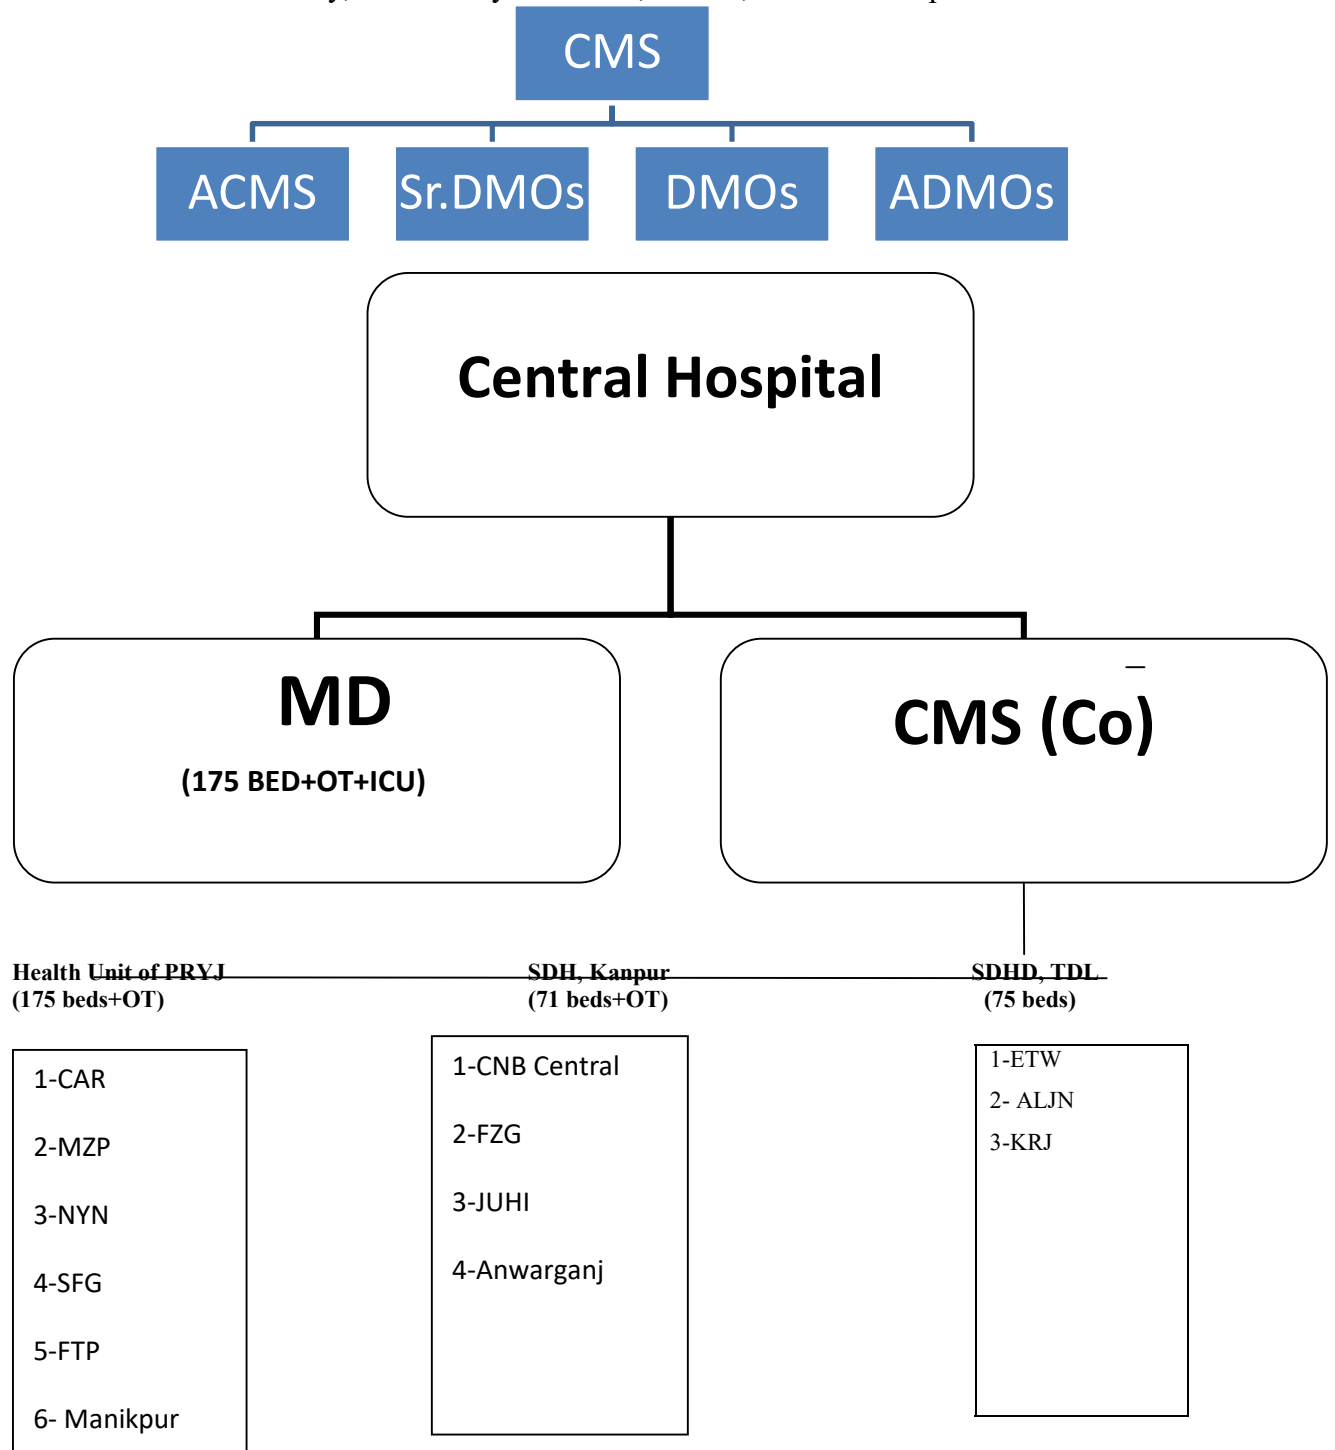 CMS
ACMS Sr.DMOs DMOs ADMOs
Central Hospital
MD
(175 BED+OT+ICU)
CMS (Co)
Health Unit of PRYJ
(175 beds+OT)
SDH, Kanpur
(71 beds+OT)
SDHD, TDL
(75 beds)
1-CAR
2-MZP
3-NYN
4-SFG
5-FTP
6- Manikpur
1-CNB Central
2-FZG
3-JUHI
4-Anwarganj
1-ETW
2- ALJN
3-KRJ